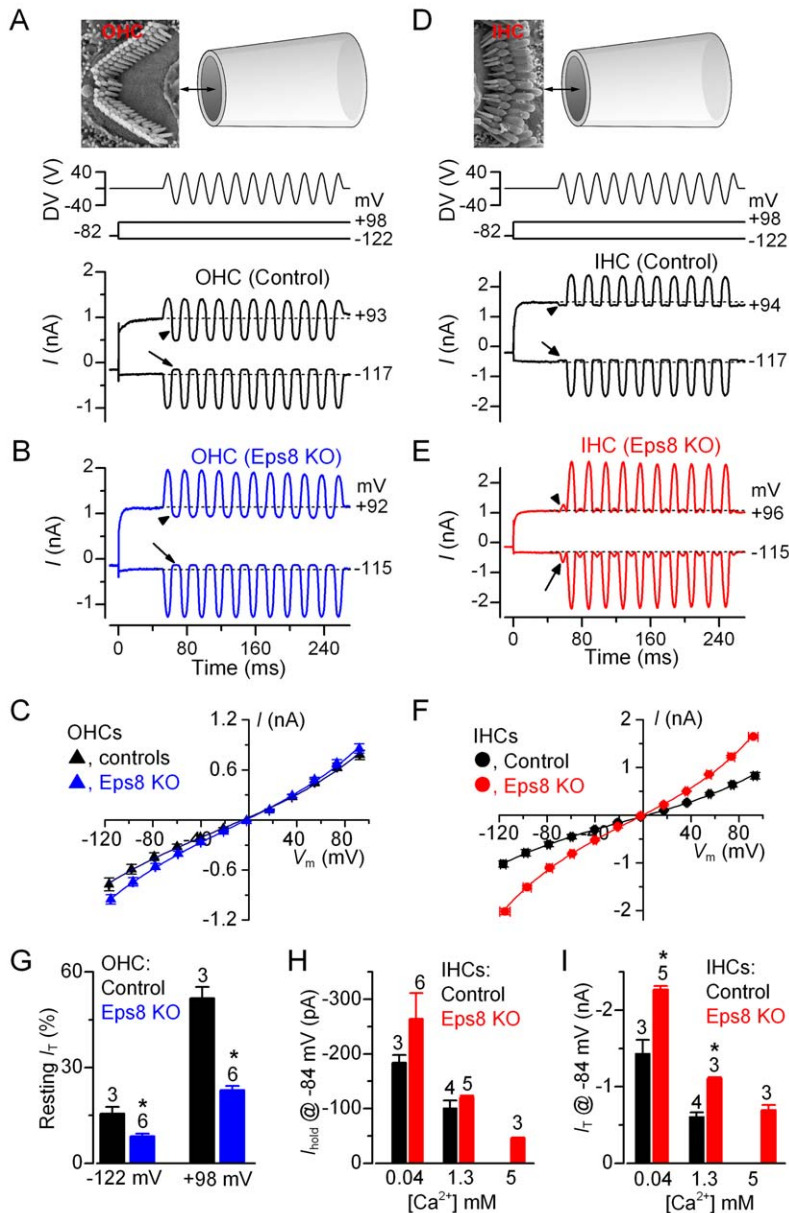 A
OHC
DV (V)
40
-40
mV
+98
-82
-122
OHC (Control)
I (nA)
2
1
0
-1
+93
-117
B
OHC (Eps8 KO)
mV
I (nA)
2
1
0
-1
+92
-115
0 80 160 240
Time (ms)
C
OHCs
, controls
, Eps8 KO
I (nA)
1.2
0.6
-0.6
-1.2
-120 -80 -40 40 80
Vm (mV)
D
IHC
DV (V)
40
-40
mV
+98
-82
-122
IHC (Control)
I (nA)
2
1
0
-1
-2
+94
-117
E
IHC (Eps8 KO)
mV
I (nA)
2
1
0
-1
-2
+96
-115
0 80 160 240
Time (ms)
F
IHCs
, Control
, Eps8 KO
I (nA)
2
1
-1
-2
-120 -80 -40 40 80
Vm (mV)
G
OHC:
Control
Eps8 KO
Resting IT (%)
60
30
0
3
*
6
3
*
6
-122 mV +98 mV
H
IHCs:
Control
Eps8 KO
Ihold @ -84 mV (pA)
-300
-200
-100
0
3 6
4 5
3
0.04 1.3 5
[Ca2+] mM
I
IHCs:
Control
Eps8 KO
IT @ -84 mV (nA)
-2
-1
0
3
*
5
4
*
3
3
0.04 1.3 5
[Ca2+] mM